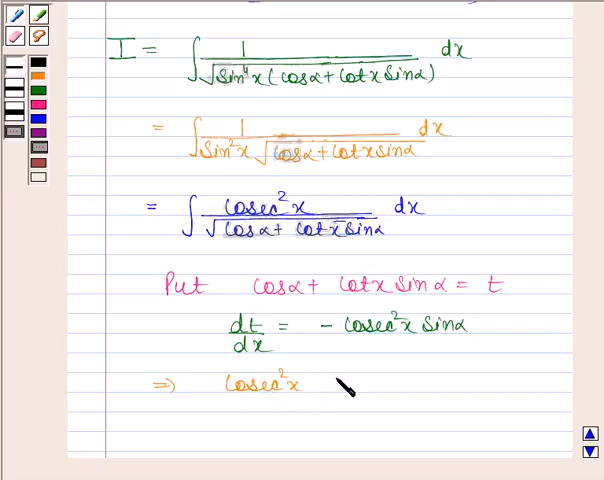 I = ∫ 1 / √(sin⁴x (cosα + cotx sinα)) dx
= ∫ 1 / (sin²x √(cosα + cotx sinα)) dx
= ∫ cosec²x / √(cosα + cotx sinα) dx
Put cosα + cotx sinα = t
dt/dx = - cosec²x sinα
⇒ cosec²x